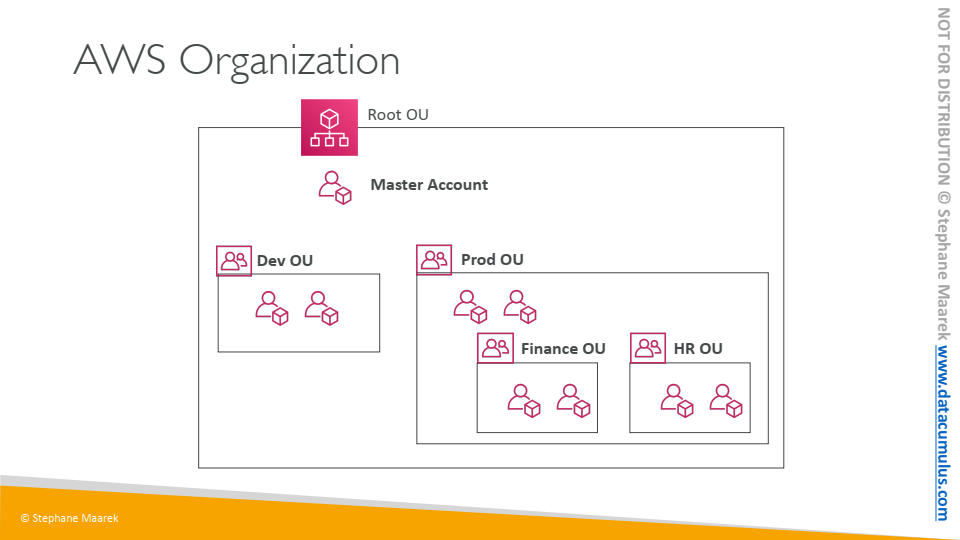 AWS Organization
Root OU
Master Account
Dev OU
Prod OU
Finance OU
HR OU
© Stephane Maarek
NOT FOR DISTRIBUTION © Stephane Maarek www.datacumulus.com